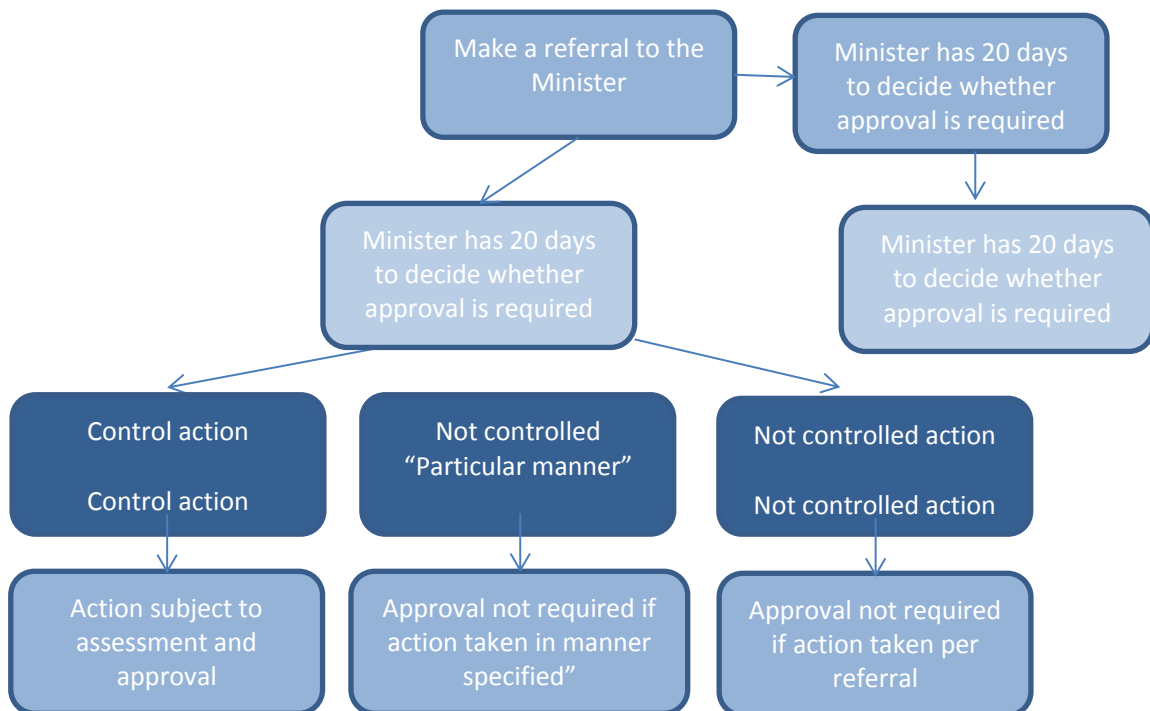 Make a referral to the
Minister
Minister has 20 days
to decide whether
approval is required
Minister has 20 days
to decide whether
approval is required
Minister has 20 days
to decide whether
approval is required
Control action
Control action
Not controlled
“Particular manner”
Not controlled action
Not controlled action
Action subject to
assessment and
approval
Approval not required if
action taken in manner
specified”
Approval not required
if action taken per
referral